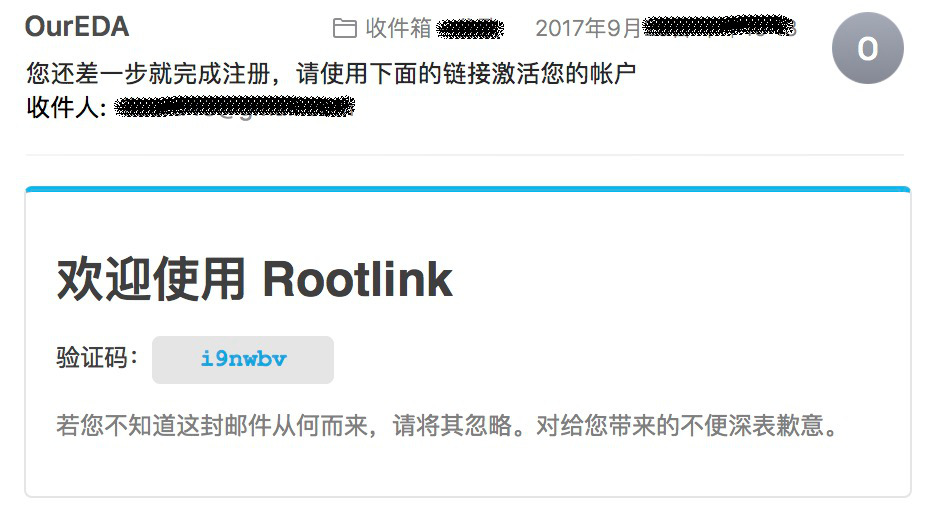 OurEDA
收件箱
2017年9月
O
您还差一步就完成注册，请使用下面的链接激活您的帐户
收件人:
欢迎使用 Rootlink
验证码： i9nwbv
若您不知道这封邮件从何而来，请将其忽略。对给您带来的不便深表歉意。